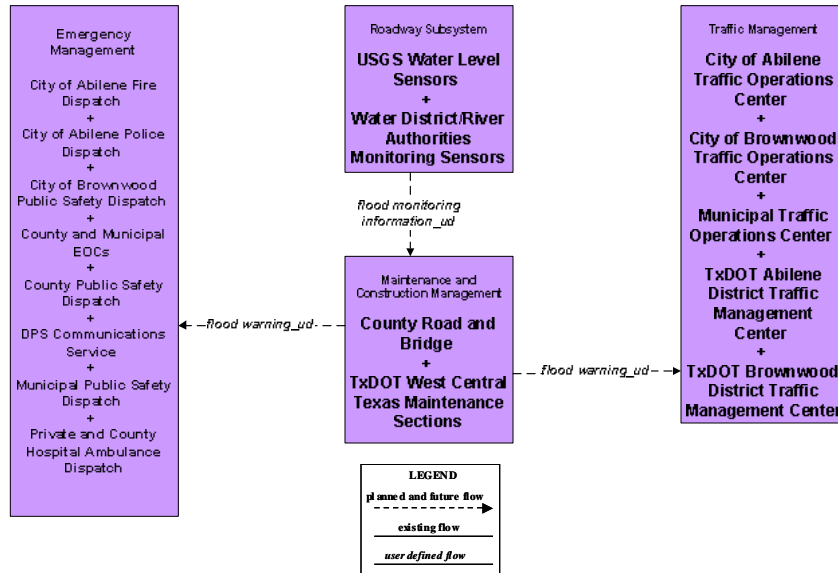 Emergency
Management
City of Abilene Fire
Dispatch
+
City of Abilene Police
Dispatch
+
City of Brownwood
Public Safety Dispatch
+
County and Municipal
EOCs
+
County Public Safety
Dispatch
+
DPS Communications
Service
+
Municipal Public Safety
Dispatch
+
Private and County
Hospital Ambulance
Dispatch
Roadway Subsystem
USGS Water Level
Sensors
+
Water District/River
Authorities
Monitoring Sensors
flood monitoring
information_ud
Maintenance and
Construction Management
County Road and
Bridge
+
TxDOT West Central
Texas Maintenance
Sections
flood warning_ud
flood warning_ud
Traffic Management
City of Abilene
Traffic Operations
Center
+
City of Brownwood
Traffic Operations
Center
+
Municipal Traffic
Operations Center
+
TxDOT Abilene
District Traffic
Management
Center
+
TxDOT Brownwood
District Traffic
Management Center
LEGEND
planned and future flow
existing flow
user defined flow